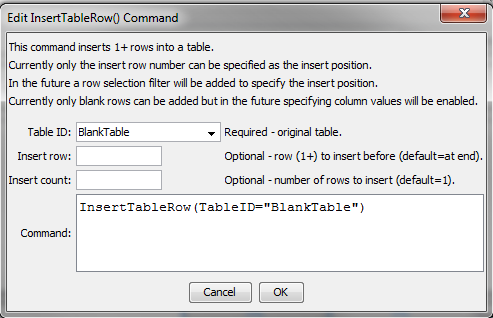 Edit InsertTableRow() Command
This command inserts 1+ rows into a table.
Currently only the insert row number can be specified as the insert position.
In the future a row selection filter will be added to specify the insert position.
Currently only blank rows can be added but in the future specifying column values will be enabled.
Table ID: BlankTable Required - original table.
Insert row: Optional - row (1+) to insert before (default=at end).
Insert count: Optional - number of rows to insert (default=1).
InsertTableRow(TableID="BlankTable")
Command:
Cancel OK